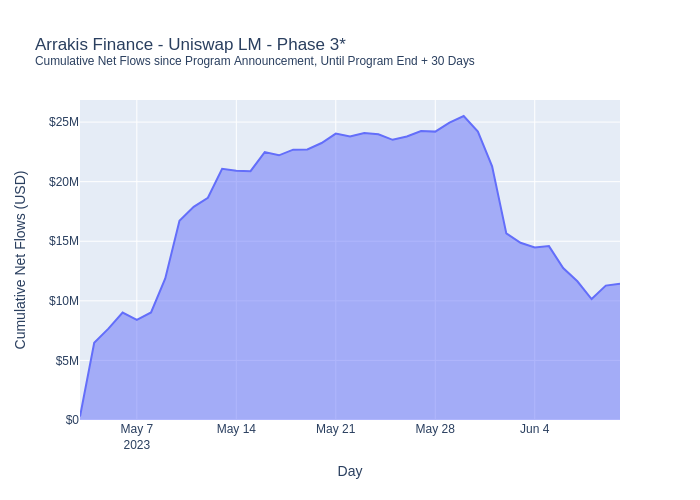 Arrakis Finance - Uniswap LM - Phase 3*
Cumulative Net Flows since Program Announcement, Until Program End + 30 Days
Cumulative Net Flows (USD)
$25M
$20M
$15M
$10M
$5M
$0
May 7
2023
May 14
May 21
May 28
Jun 4
Day